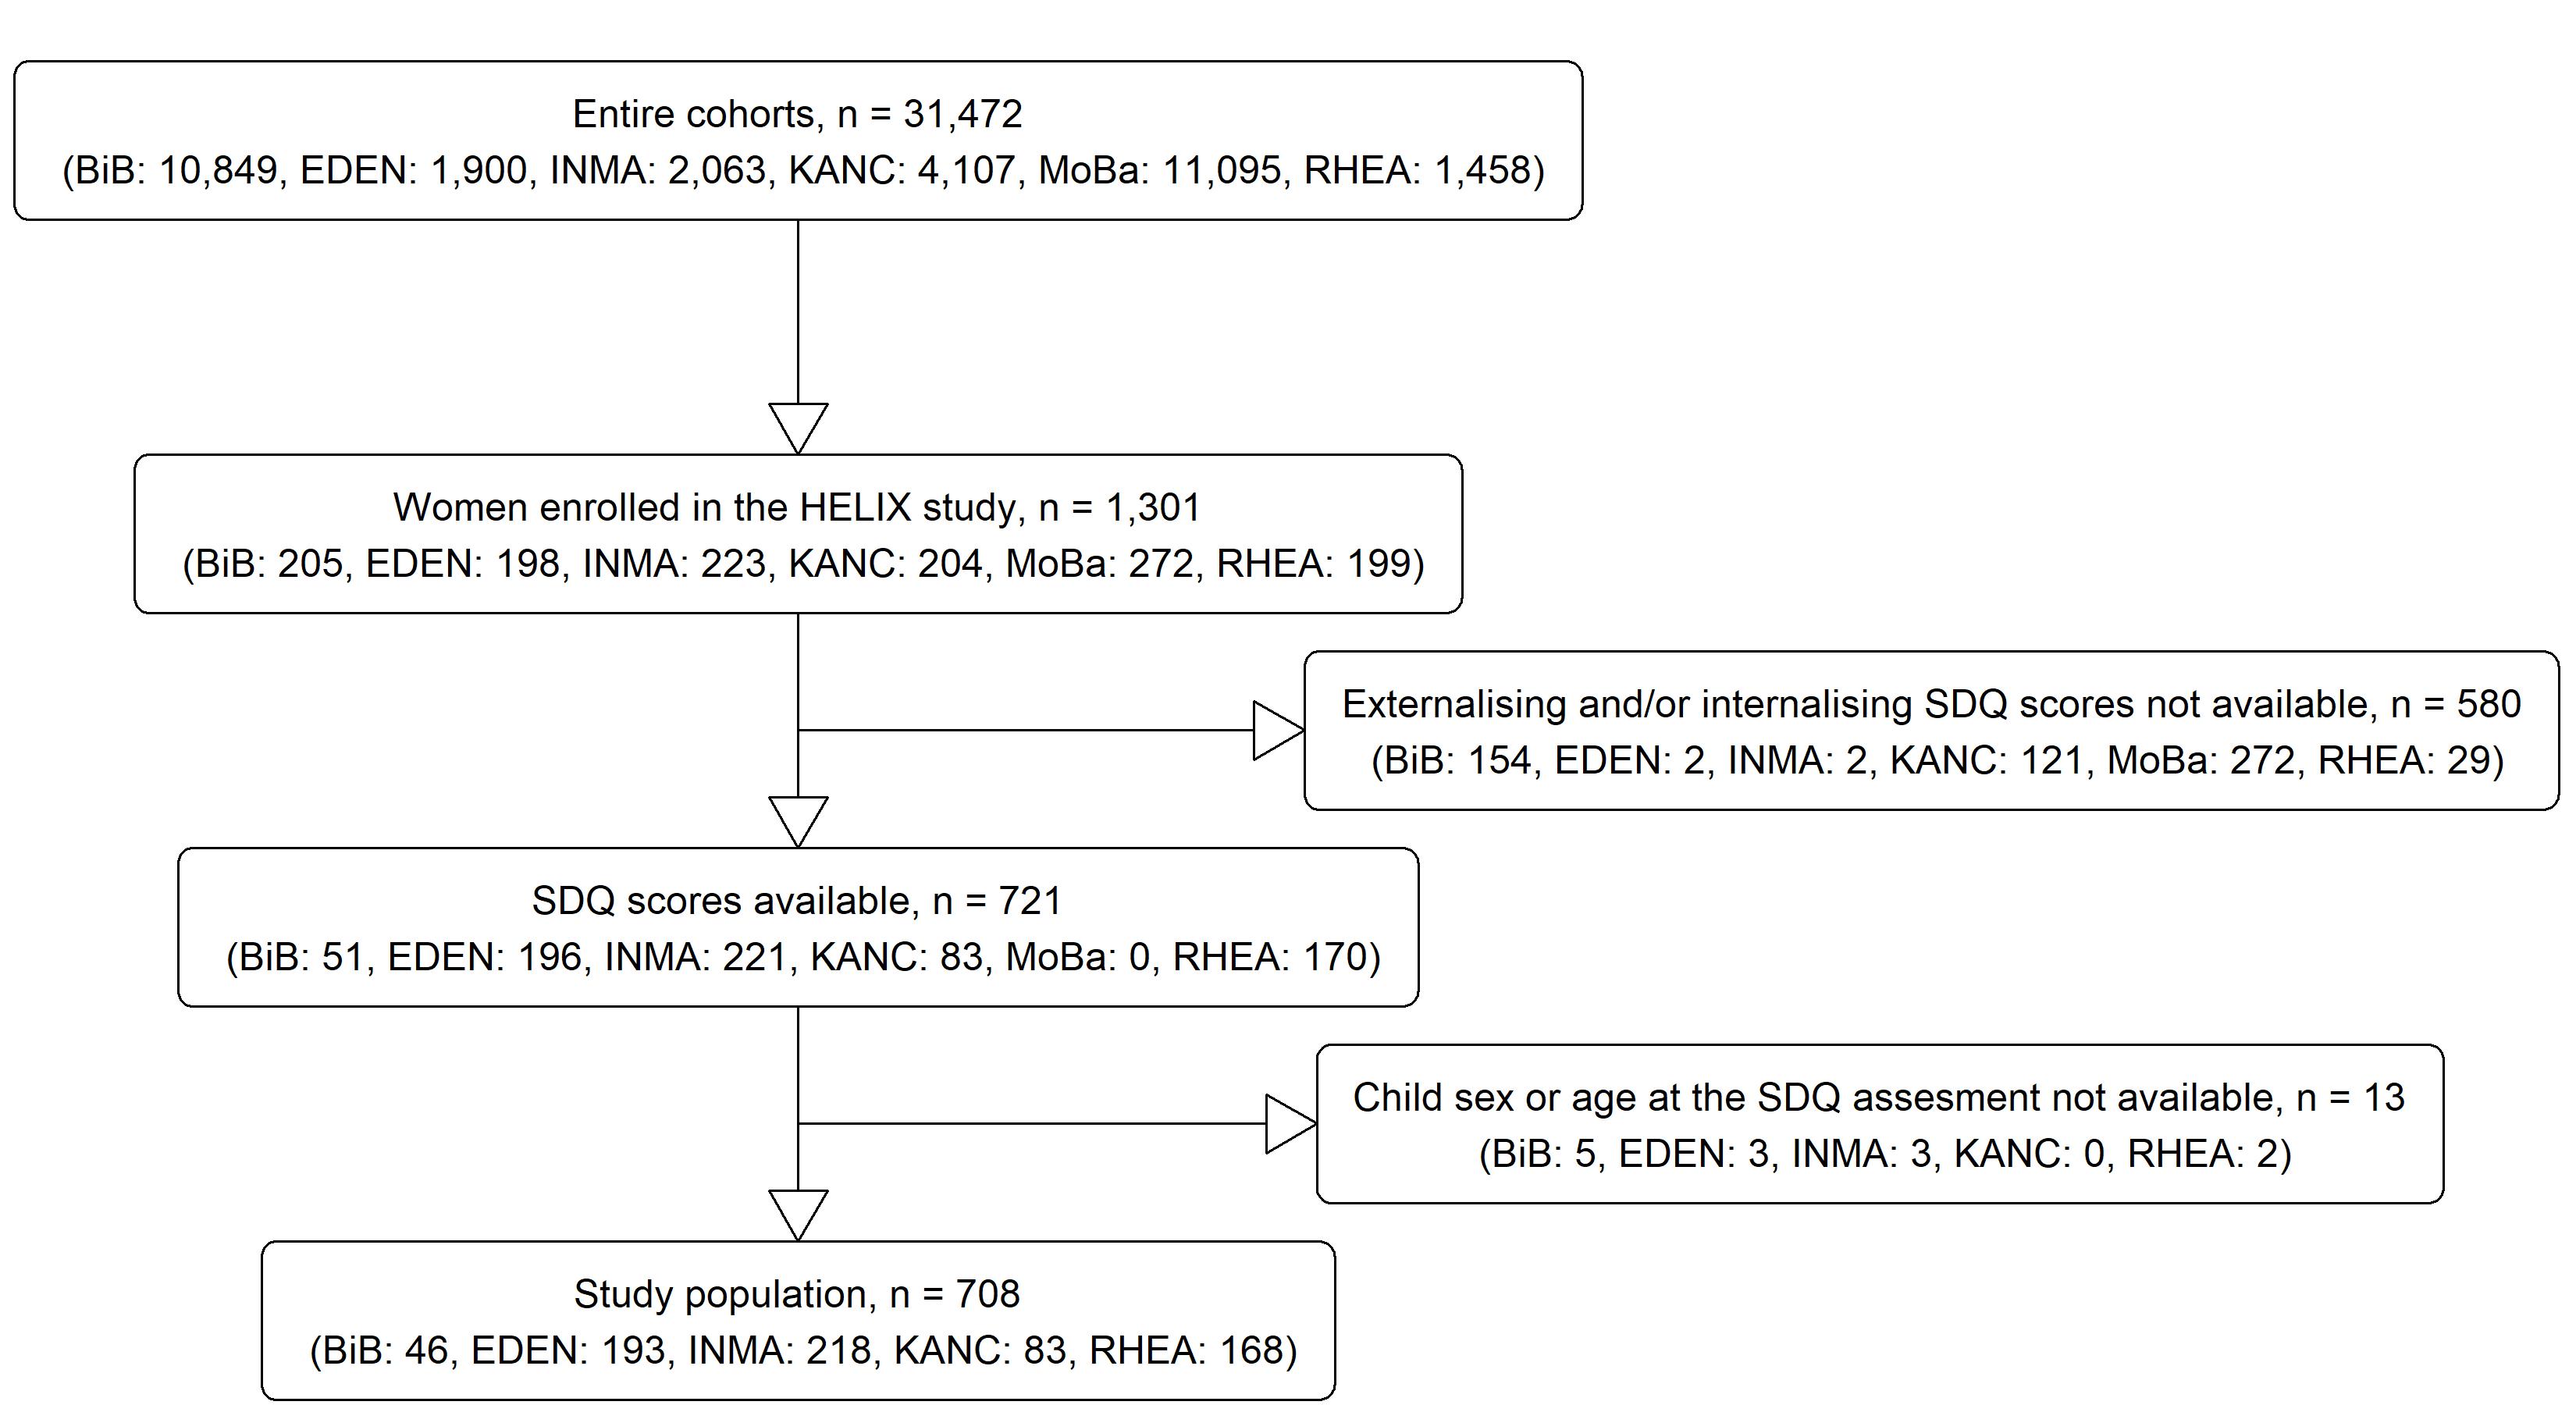 Entire cohorts, n = 31,472
(BiB: 10,849, EDEN: 1,900, INMA: 2,063, KANC: 4,107, MoBa: 11,095, RHEA: 1,458)
Women enrolled in the HELIX study, n = 1,301
(BiB: 205, EDEN: 198, INMA: 223, KANC: 204, MoBa: 272, RHEA: 199)
Externalising and/or internalising SDQ scores not available, n = 580
(BiB: 154, EDEN: 2, INMA: 2, KANC: 121, MoBa: 272, RHEA: 29)
SDQ scores available, n = 721
(BiB: 51, EDEN: 196, INMA: 221, KANC: 83, MoBa: 0, RHEA: 170)
Child sex or age at the SDQ assesment not available, n = 13
(BiB: 5, EDEN: 3, INMA: 3, KANC: 0, RHEA: 2)
Study population, n = 708
(BiB: 46, EDEN: 193, INMA: 218, KANC: 83, RHEA: 168)